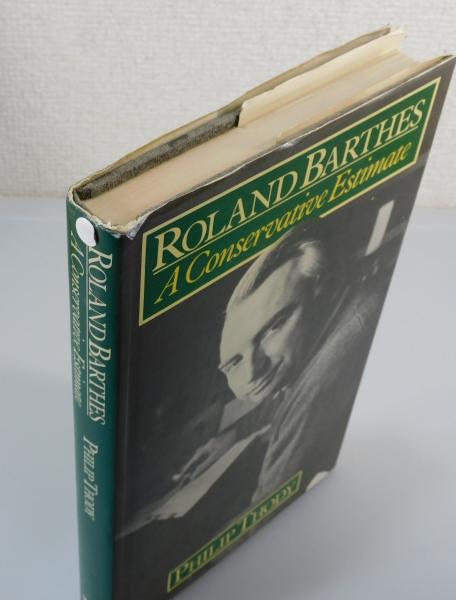 ROLAND BARTHES
A Conservative Estimate
PHILIP THODY
ROLAND BARTHES
A Conservative Estimate
PHILIP THODY